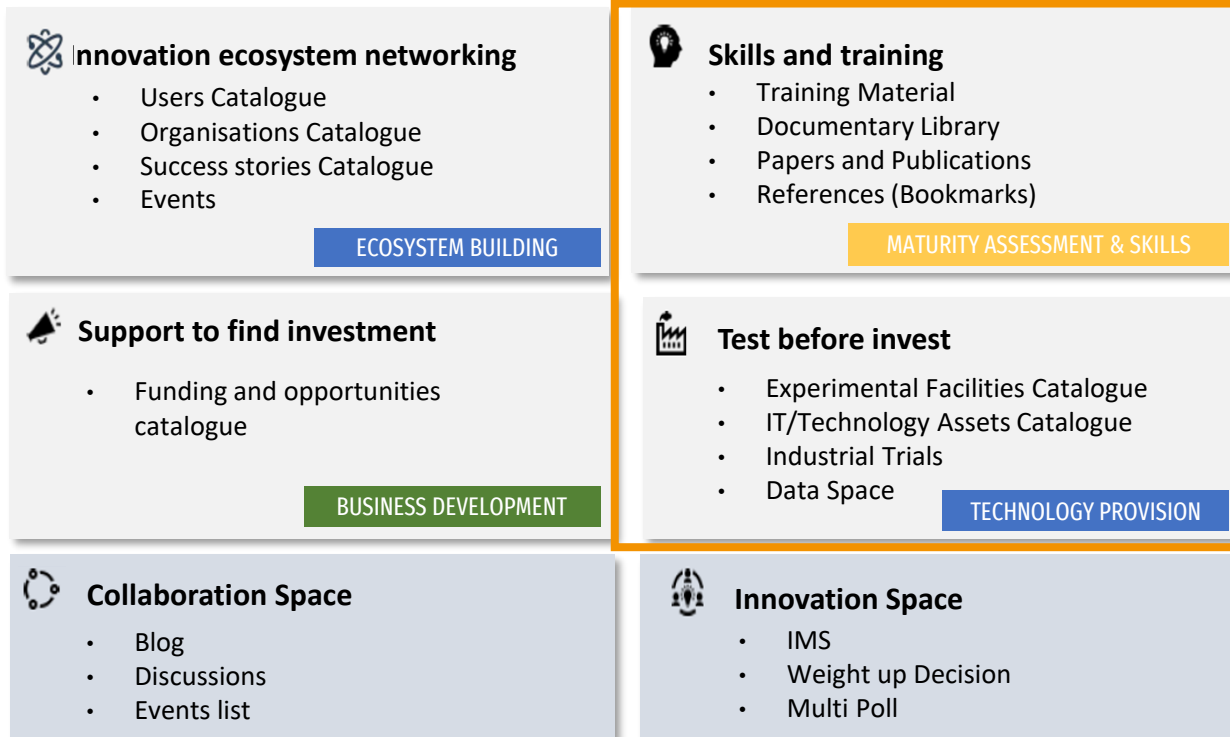 Innovation ecosystem networking
• Users Catalogue
• Organisations Catalogue
• Success stories Catalogue
• Events
ECOSYSTEM BUILDING
Skills and training
• Training Material
• Documentary Library
• Papers and Publications
• References (Bookmarks)
MATURITY ASSESSMENT & SKILLS
Support to find investment
• Funding and opportunities
catalogue
BUSINESS DEVELOPMENT
Test before invest
• Experimental Facilities Catalogue
• IT/Technology Assets Catalogue
• Industrial Trials
• Data Space
TECHNOLOGY PROVISION
Collaboration Space
• Blog
• Discussions
• Events list
Innovation Space
• IMS
• Weight up Decision
• Multi Poll